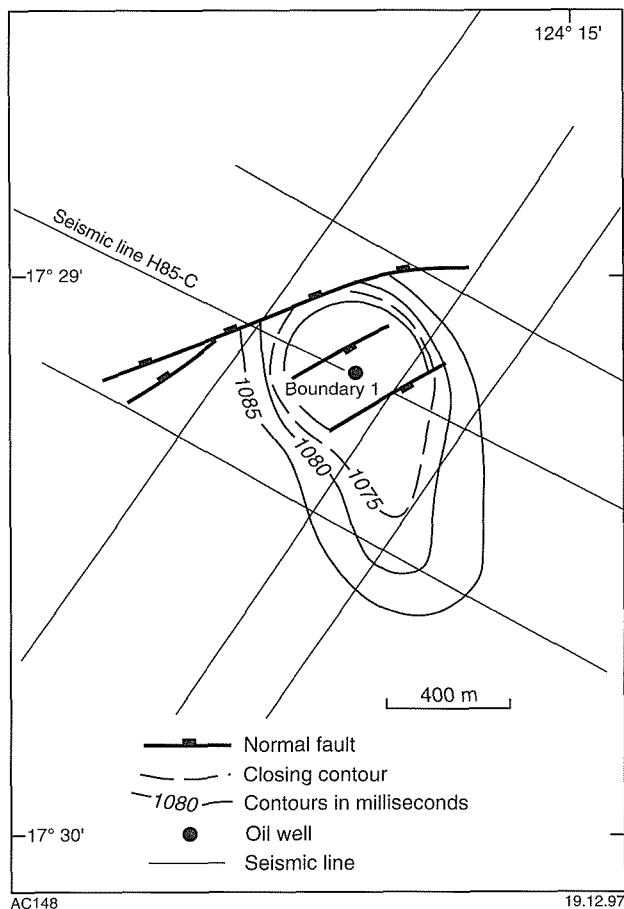 124° 15'
Seismic line H85-C
17° 29'
Boundary 1
1085
1080
1075
400 m
Normal fault
Closing contour
1080 Contours in milliseconds
Oil well
17° 30'
Seismic line
AC148
19.12.97